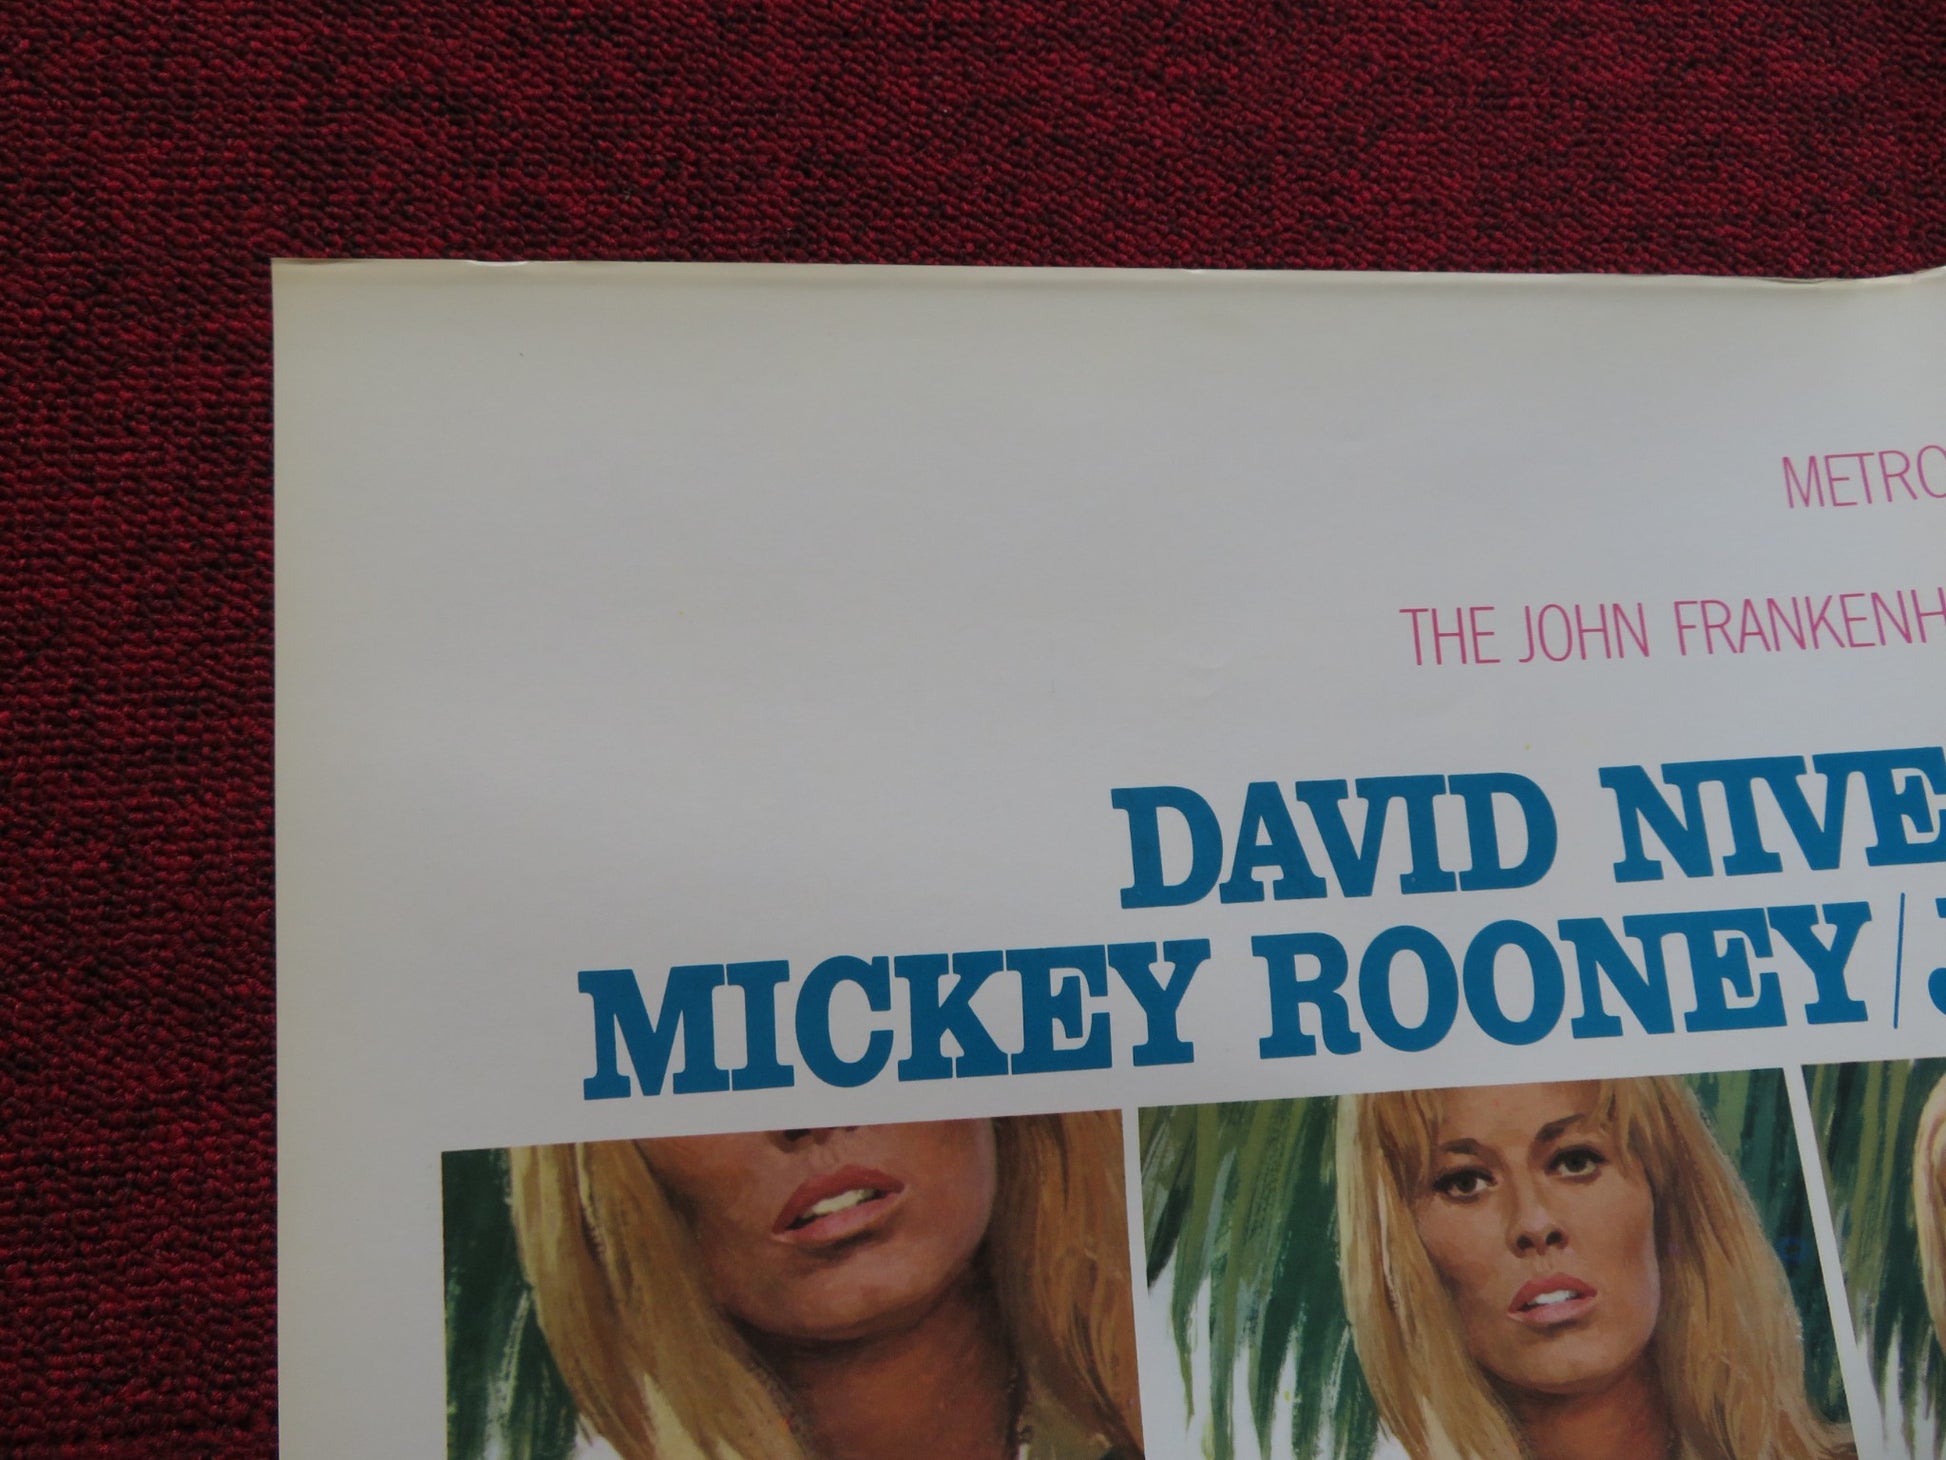 METRO
THE JOHN FRANKENH
DAVID NIVE
MICKEY ROONEY/J